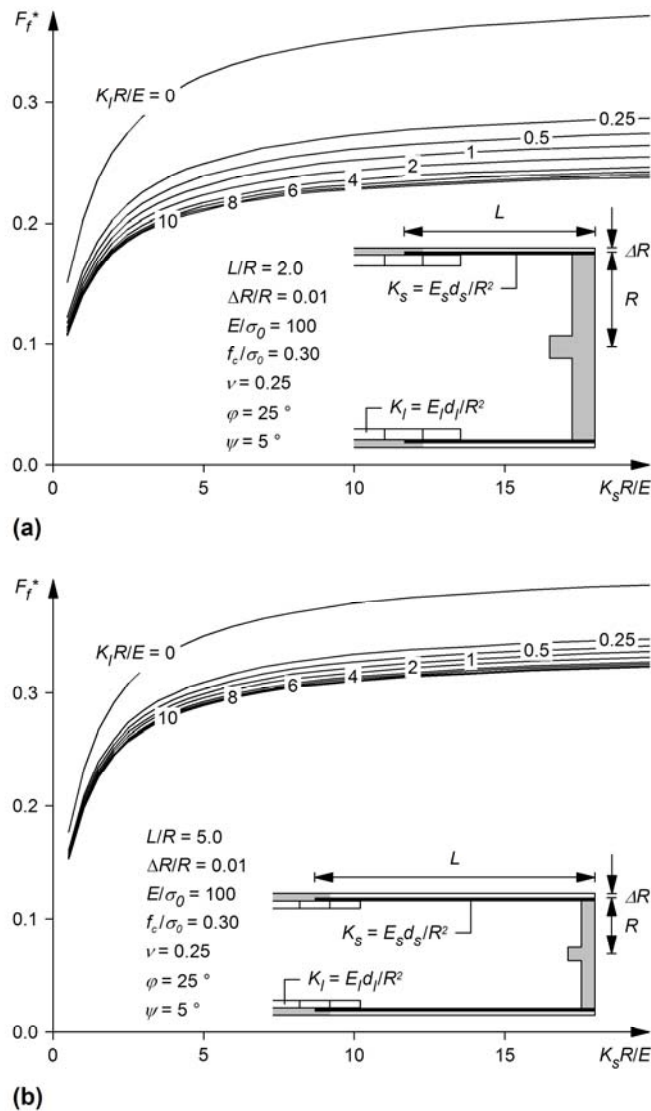 F_f*
K_l R/E = 0
0.3
0.25
0.5
1
2
4
6
8
10
0.2
L
ΔR
L/R = 2.0
K_s = E_s d_s/R²
R
ΔR/R = 0.01
E/σ₀ = 100
0.1
f_c/σ₀ = 0.30
ν = 0.25
K_l = E_l d_l/R²
φ = 25 °
ψ = 5 °
0.0
0
5
10
15
K_s R/E
(a)
F_f*
K_l R/E = 0
0.25
0.5
1
2
4
6
8
10
0.3
0.2
L/R = 5.0
L
ΔR
ΔR/R = 0.01
R
0.1
E/σ₀ = 100
K_s = E_s d_s/R²
f_c/σ₀ = 0.30
ν = 0.25
K_l = E_l d_l/R²
φ = 25 °
ψ = 5 °
0.0
0
5
10
15
K_s R/E
(b)